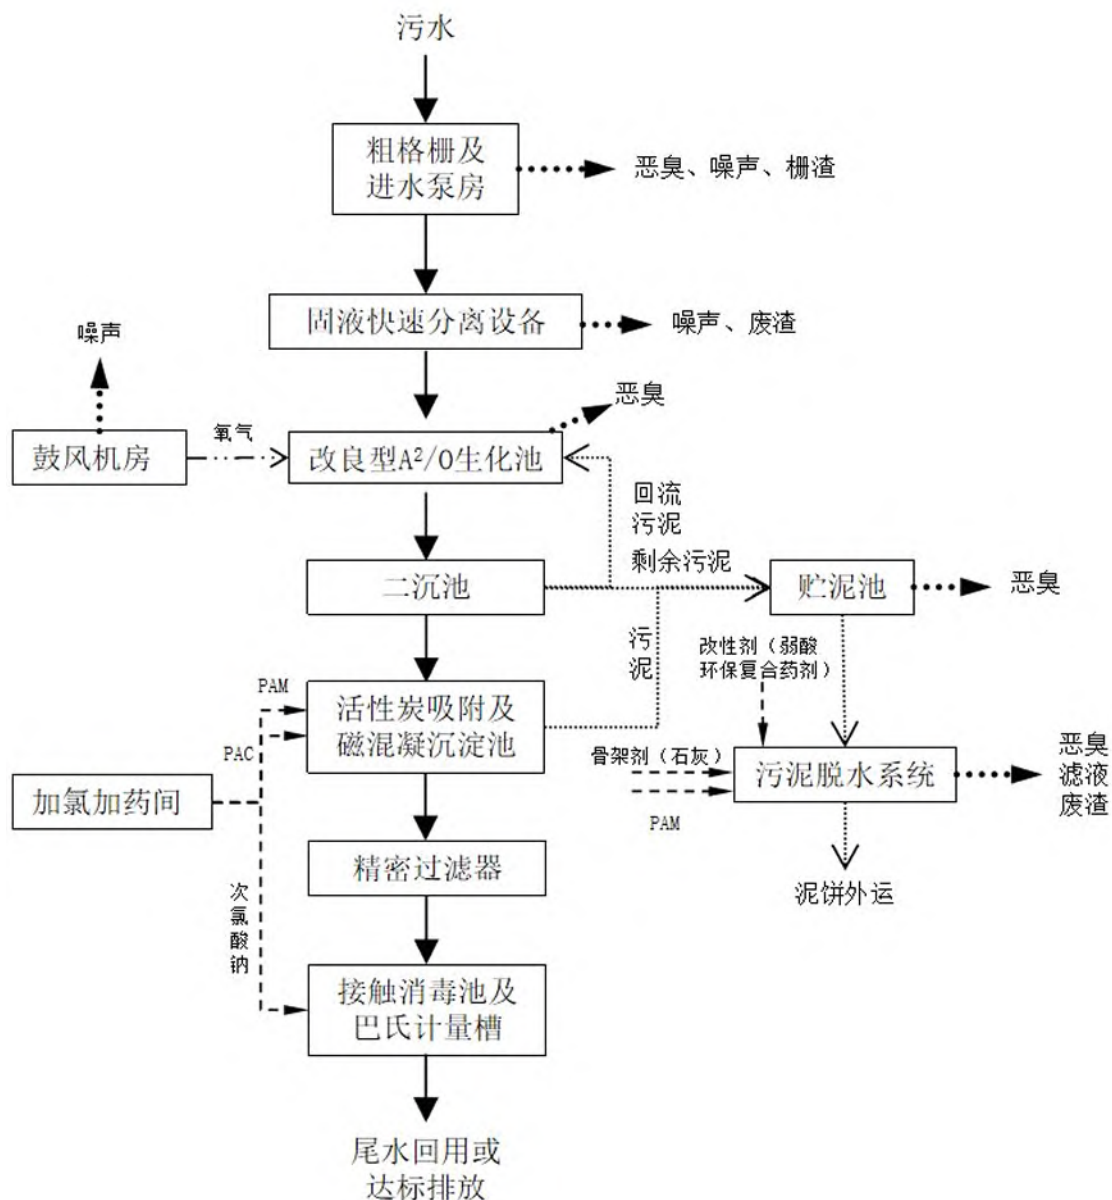 污水
粗格栅及
进水泵房
恶臭、噪声、栅渣
固液快速分离设备
噪声、废渣
噪声
恶臭
鼓风机房
氧气
改良型A²/O生化池
回流
污泥
剩余污泥
二沉池
贮泥池
恶臭
污
泥
改性剂（弱酸
环保复合药剂）
PAM
活性炭吸附及
磁混凝沉淀池
PAC
骨架剂（石灰）
污泥脱水系统
恶臭
滤液
废渣
加氯加药间
PAM
精密过滤器
泥饼外运
次
氯
酸
钠
接触消毒池及
巴氏计量槽
尾水回用或
达标排放